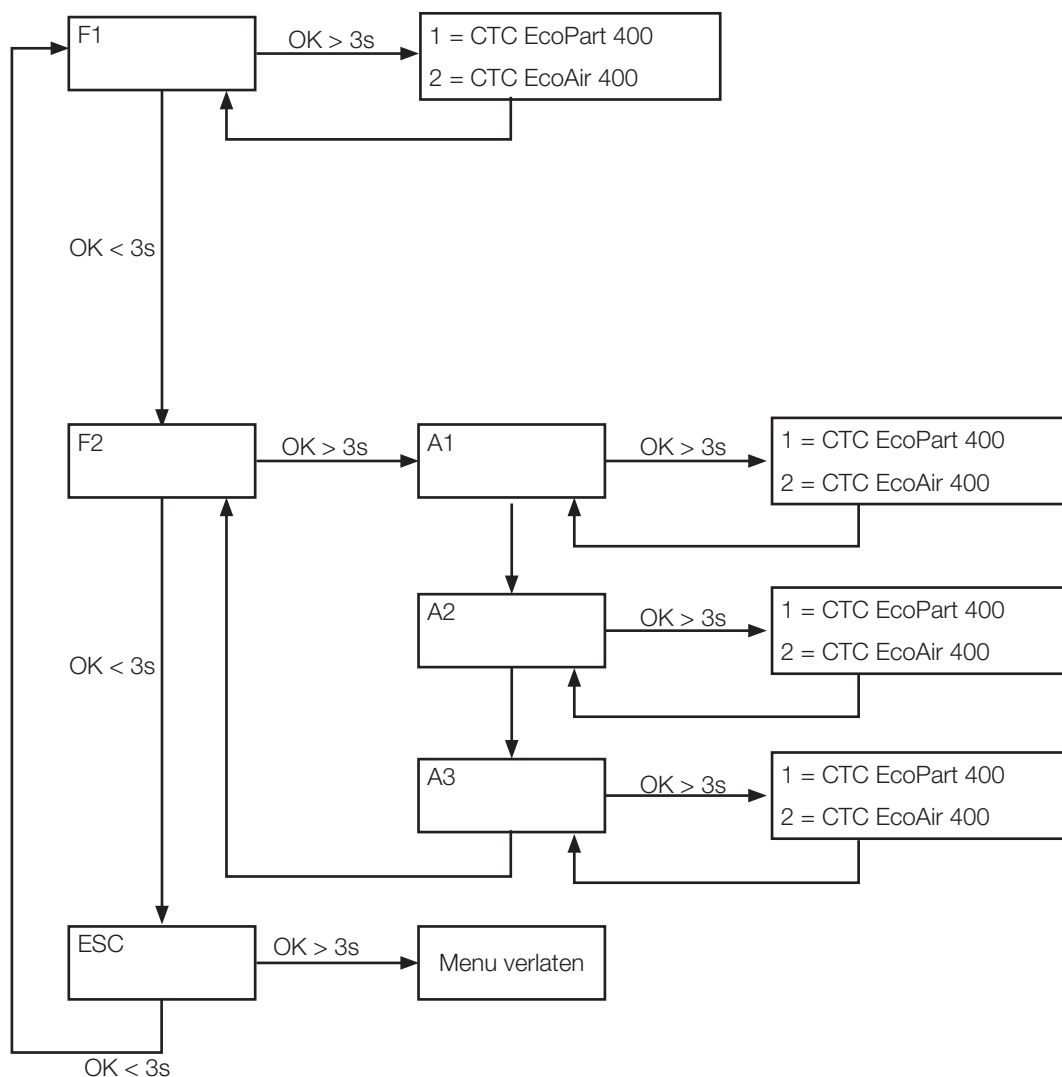 F1
OK > 3s
1 = CTC EcoPart 400
2 = CTC EcoAir 400
OK < 3s
F2
OK > 3s
A1
OK > 3s
1 = CTC EcoPart 400
2 = CTC EcoAir 400
A2
OK > 3s
1 = CTC EcoPart 400
2 = CTC EcoAir 400
OK < 3s
A3
OK > 3s
1 = CTC EcoPart 400
2 = CTC EcoAir 400
ESC
OK > 3s
Menu verlaten
OK < 3s